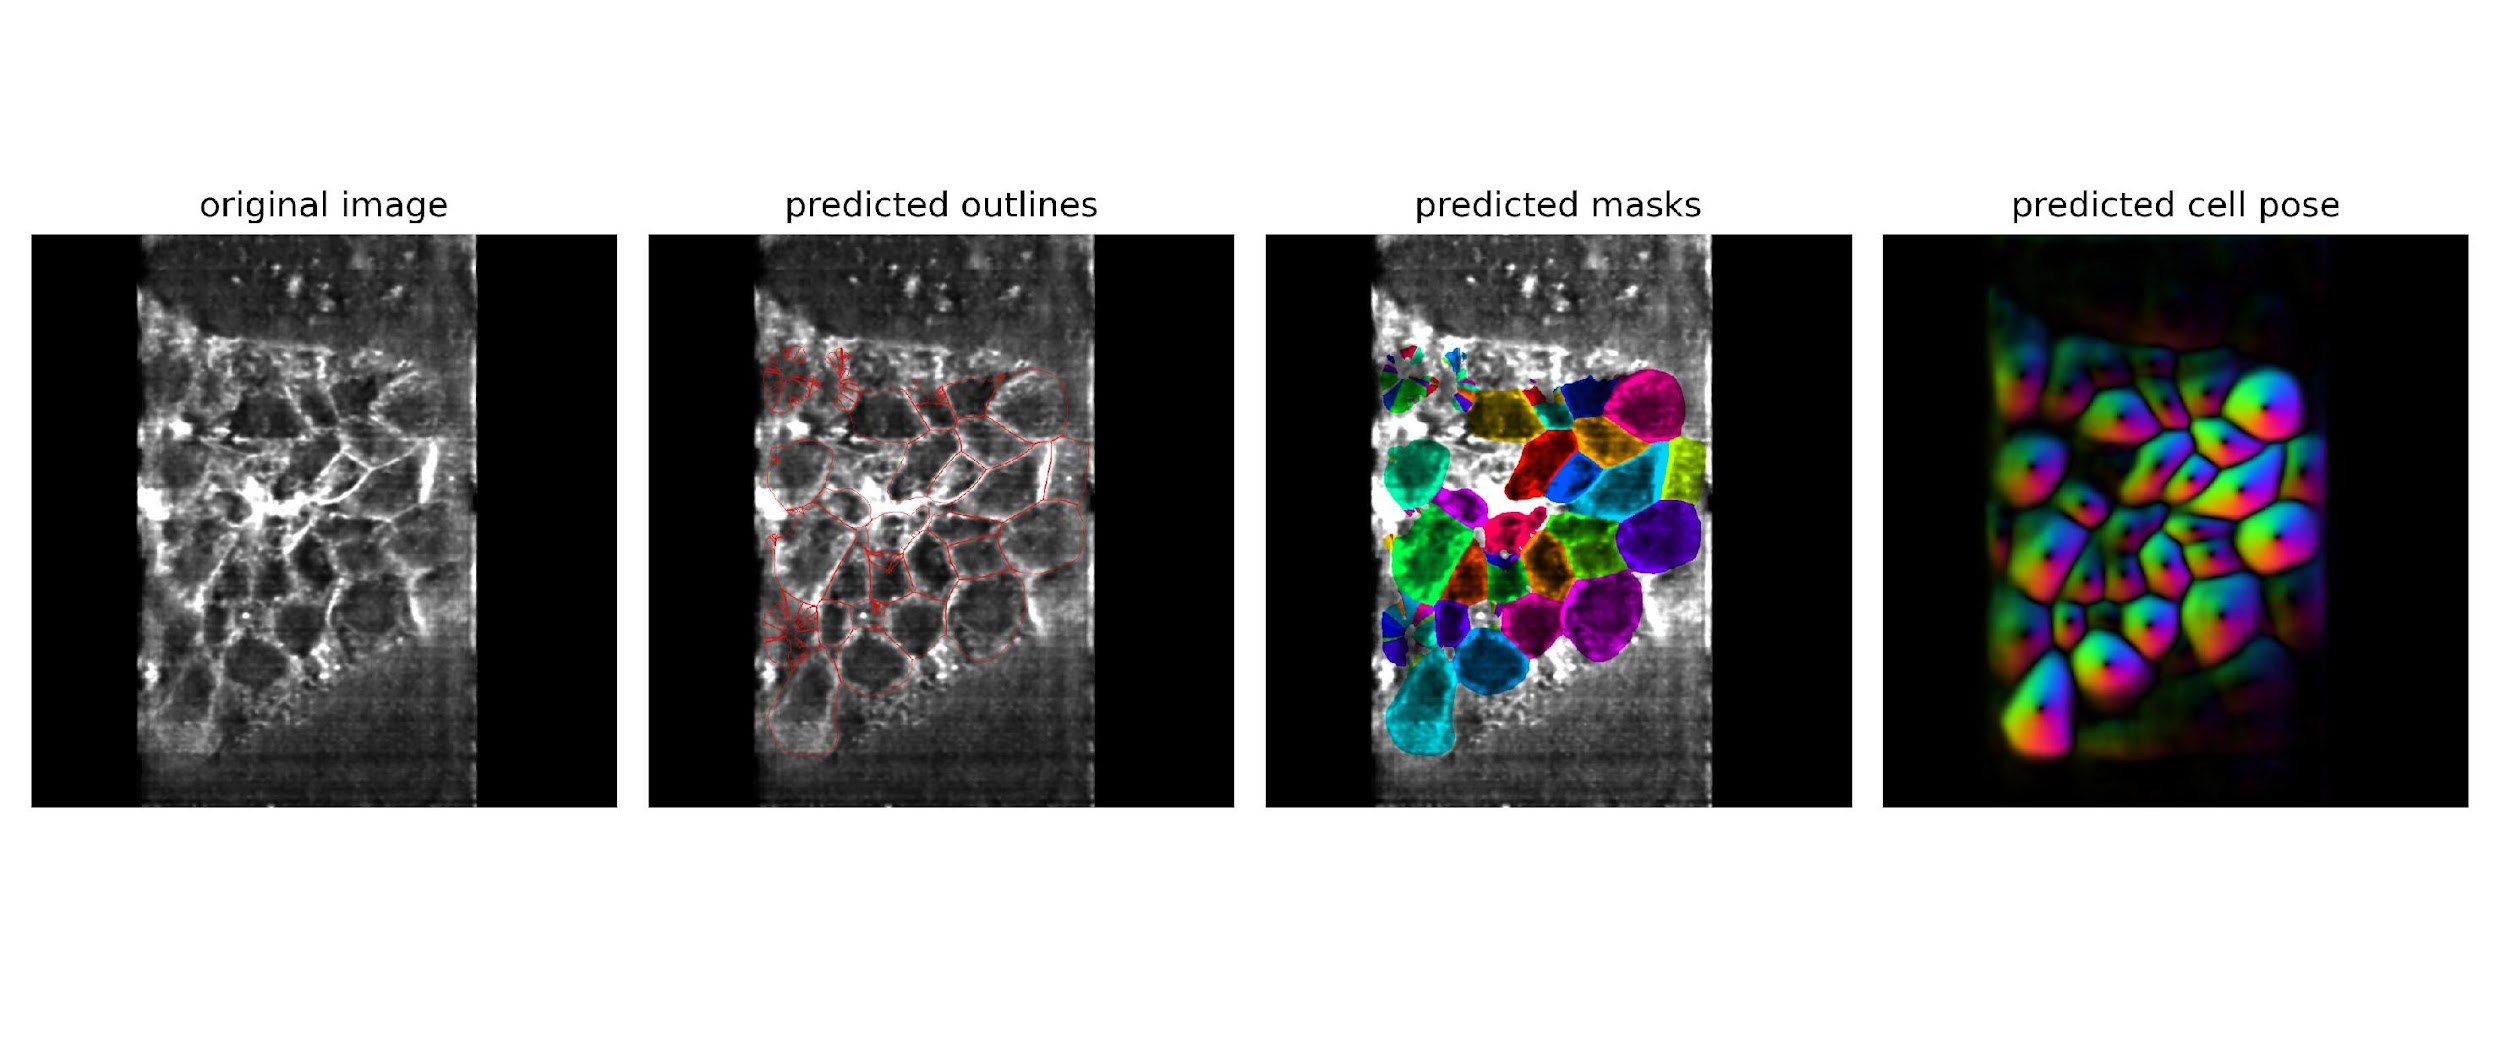 original image
predicted outlines
predicted masks
predicted cell pose